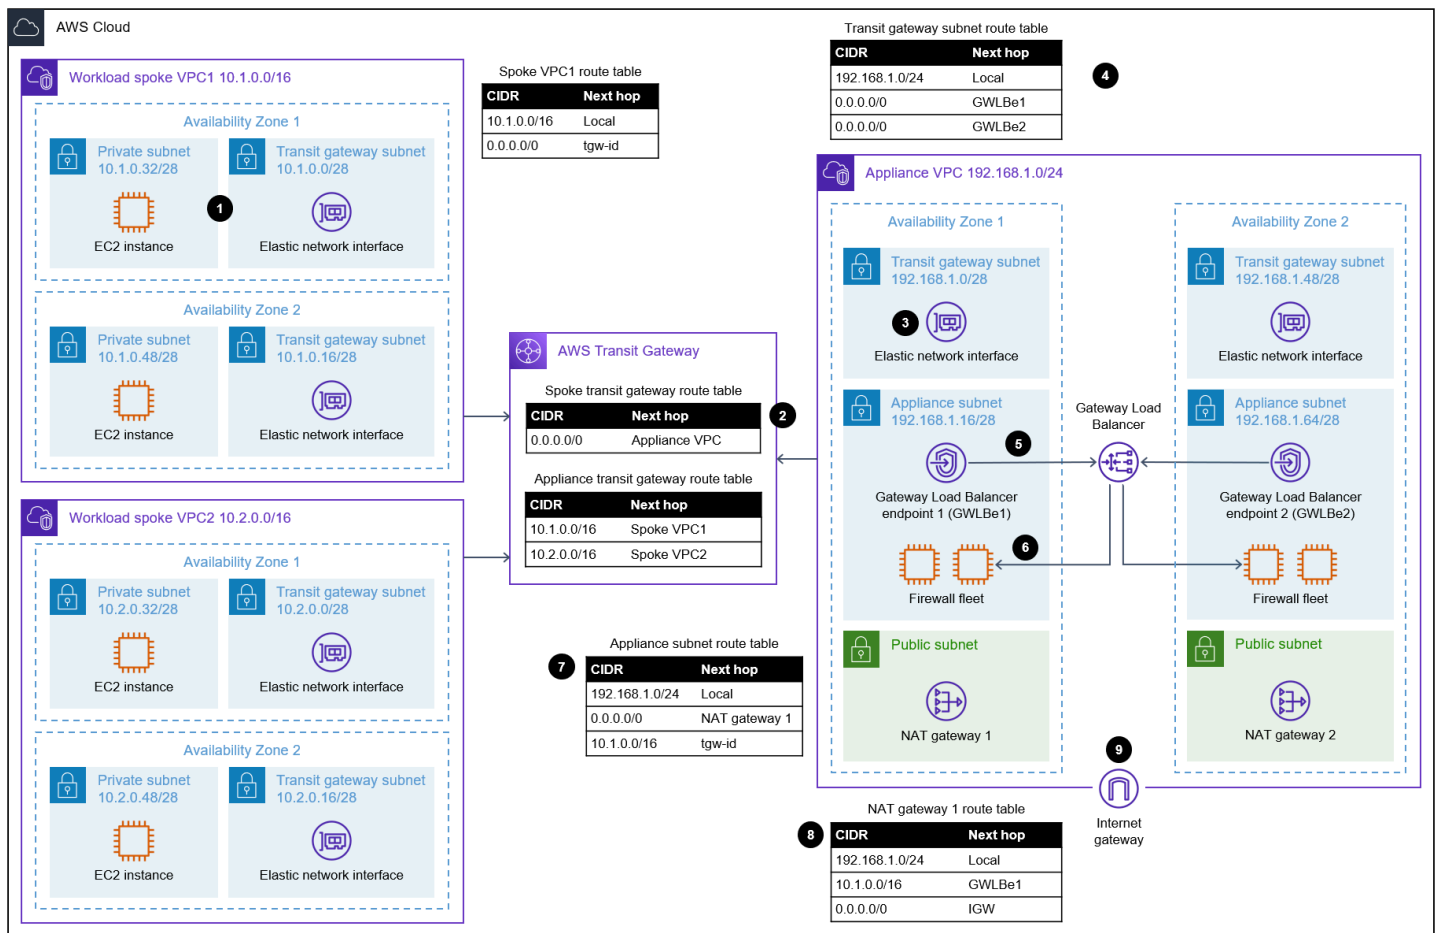 AWS Cloud
Workload spoke VPC1 10.1.0.0/16
Availability Zone 1
Private subnet
10.1.0.32/28
EC2 instance
1
Transit gateway subnet
10.1.0.0/28
Elastic network interface
Availability Zone 2
Private subnet
10.1.0.48/28
EC2 instance
Transit gateway subnet
10.1.0.16/28
Elastic network interface
Workload spoke VPC2 10.2.0.0/16
Availability Zone 1
Private subnet
10.2.0.32/28
EC2 instance
Transit gateway subnet
10.2.0.0/28
Elastic network interface
Availability Zone 2
Private subnet
10.2.0.48/28
EC2 instance
Transit gateway subnet
10.2.0.16/28
Elastic network interface
Spoke VPC1 route table
CIDR Next hop
10.1.0.0/16 Local
0.0.0.0/0 tgw-id
AWS Transit Gateway
Spoke transit gateway route table
2
CIDR Next hop
0.0.0.0/0 Appliance VPC
Appliance transit gateway route table
CIDR Next hop
10.1.0.0/16 Spoke VPC1
10.2.0.0/16 Spoke VPC2
Appliance subnet route table
7
CIDR Next hop
192.168.1.0/24 Local
0.0.0.0/0 NAT gateway 1
10.1.0.0/16 tgw-id
Transit gateway subnet route table
4
CIDR Next hop
192.168.1.0/24 Local
0.0.0.0/0 GWLBe1
0.0.0.0/0 GWLBe2
Appliance VPC 192.168.1.0/24
Availability Zone 1
Transit gateway subnet
192.168.1.0/28
3
Elastic network interface
Appliance subnet
192.168.1.16/28
5
Gateway Load Balancer
endpoint 1 (GWLBe1)
6
Firewall fleet
Public subnet
NAT gateway 1
Gateway Load
Balancer
Availability Zone 2
Transit gateway subnet
192.168.1.48/28
Elastic network interface
Appliance subnet
192.168.1.64/28
Gateway Load Balancer
endpoint 2 (GWLBe2)
Firewall fleet
Public subnet
NAT gateway 2
9
Internet
gateway
NAT gateway 1 route table
8
CIDR Next hop
192.168.1.0/24 Local
10.1.0.0/16 GWLBe1
0.0.0.0/0 IGW